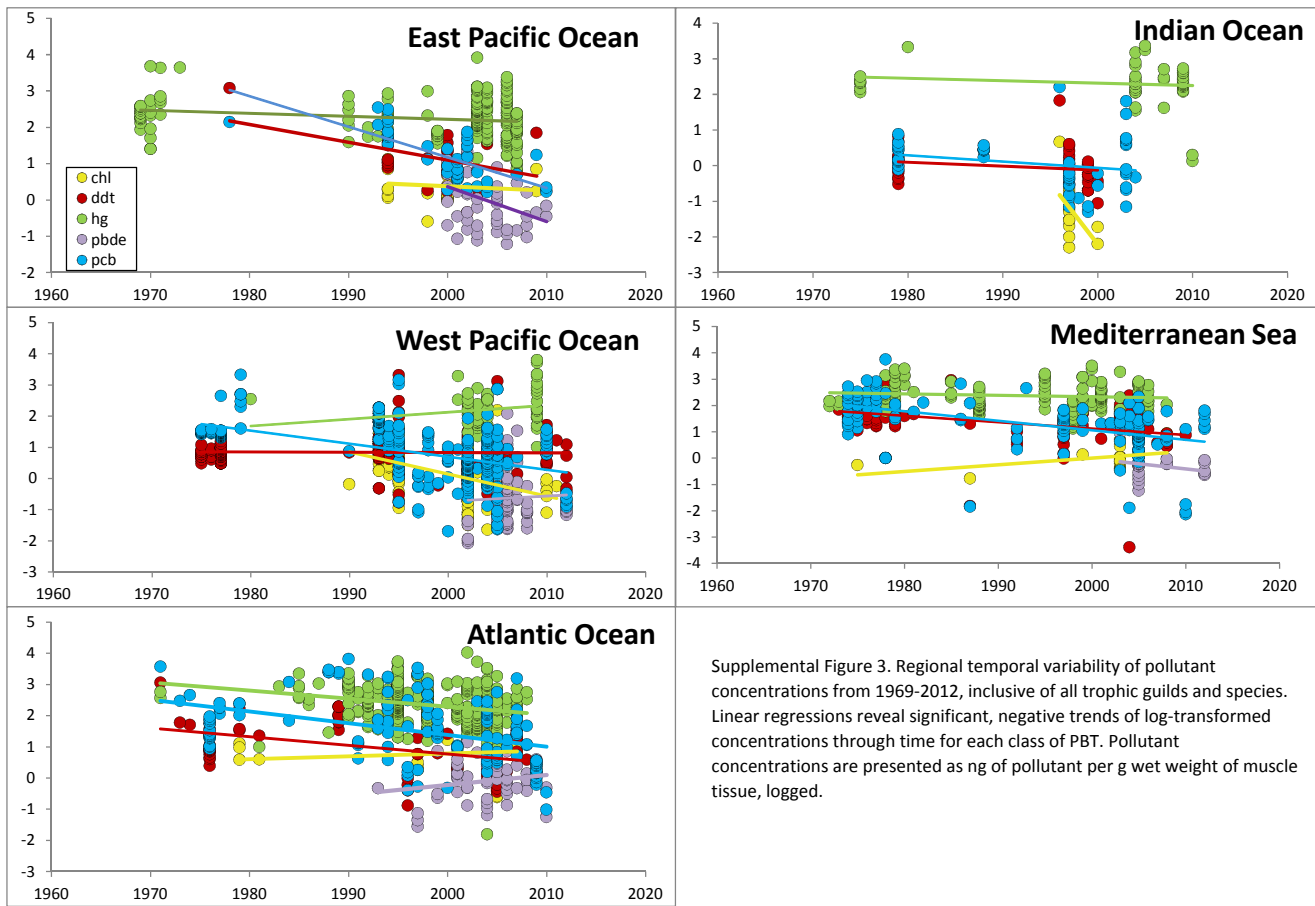 East Pacific Ocean
5
4
3
2
1
0
-1
2
chl
ddt
hg
pbde
pcb
1960 1970 1980 1990 2000 2010 2020
Indian Ocean
5
4
3
2
1
0
-1
-2
-3
1960 1970 1980 1990 2000 2010 2020
West Pacific Ocean
5
4
3
2
1
0
-1
-2
-3
1960 1970 1980 1990 2000 2010 2020
Mediterranean Sea
5
4
3
2
1
0
-1
-2
-3
-4
1960 1970 1980 1990 2000 2010 2020
Atlantic Ocean
5
4
3
2
1
0
-1
-2
-3
1960 1970 1980 1990 2000 2010 2020
Supplemental Figure 3. Regional temporal variability of pollutant
concentrations from 1969-2012, inclusive of all trophic guilds and species.
Linear regressions reveal significant, negative trends of log-transformed
concentrations through time for each class of PBT. Pollutant
concentrations are presented as ng of pollutant per g wet weight of muscle
tissue, logged.